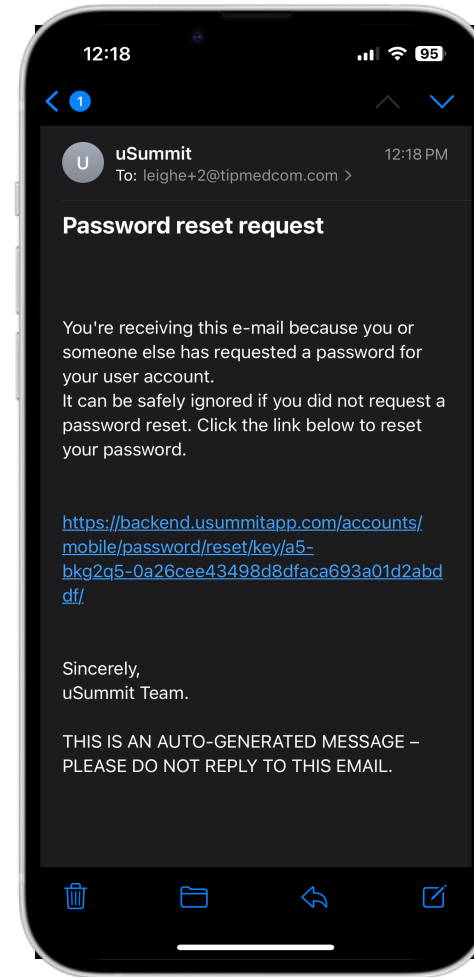 12:18
95
1
U
uSummit
12:18 PM
To: leighe+2@tipmedcom.com >
Password reset request
You're receiving this e-mail because you or
someone else has requested a password for
your user account.
It can be safely ignored if you did not request a
password reset. Click the link below to reset
your password.
https://backend.usummitapp.com/accounts/
mobile/password/reset/key/a5-
bkg2q5-0a26cee43498d8dfaca693a01d2abd
df/
Sincerely,
uSummit Team.
THIS IS AN AUTO-GENERATED MESSAGE –
PLEASE DO NOT REPLY TO THIS EMAIL.